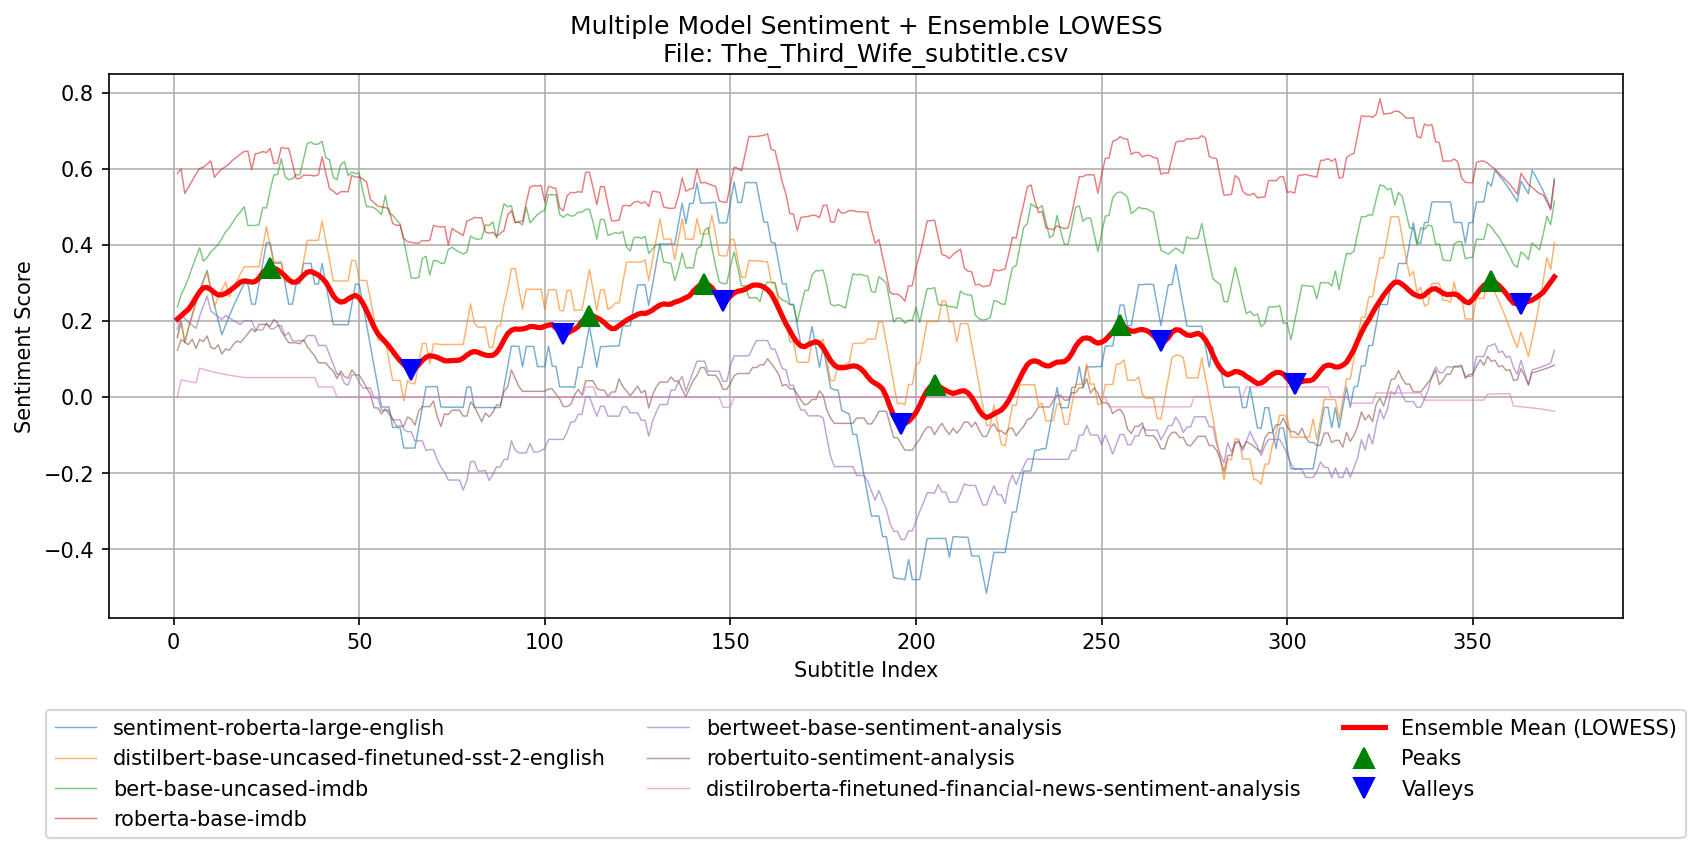 Multiple Model Sentiment + Ensemble LOWESS
File: The_Third_Wife_subtitle.csv
Sentiment Score
0.8
0.6
0.4
0.2
0.0
−0.2
−0.4
0 50 100 150 200 250 300 350
Subtitle Index
sentiment-roberta-large-english
distilbert-base-uncased-finetuned-sst-2-english
bert-base-uncased-imdb
roberta-base-imdb
bertweet-base-sentiment-analysis
robertuito-sentiment-analysis
distilroberta-finetuned-financial-news-sentiment-analysis
Ensemble Mean (LOWESS)
Peaks
Valleys